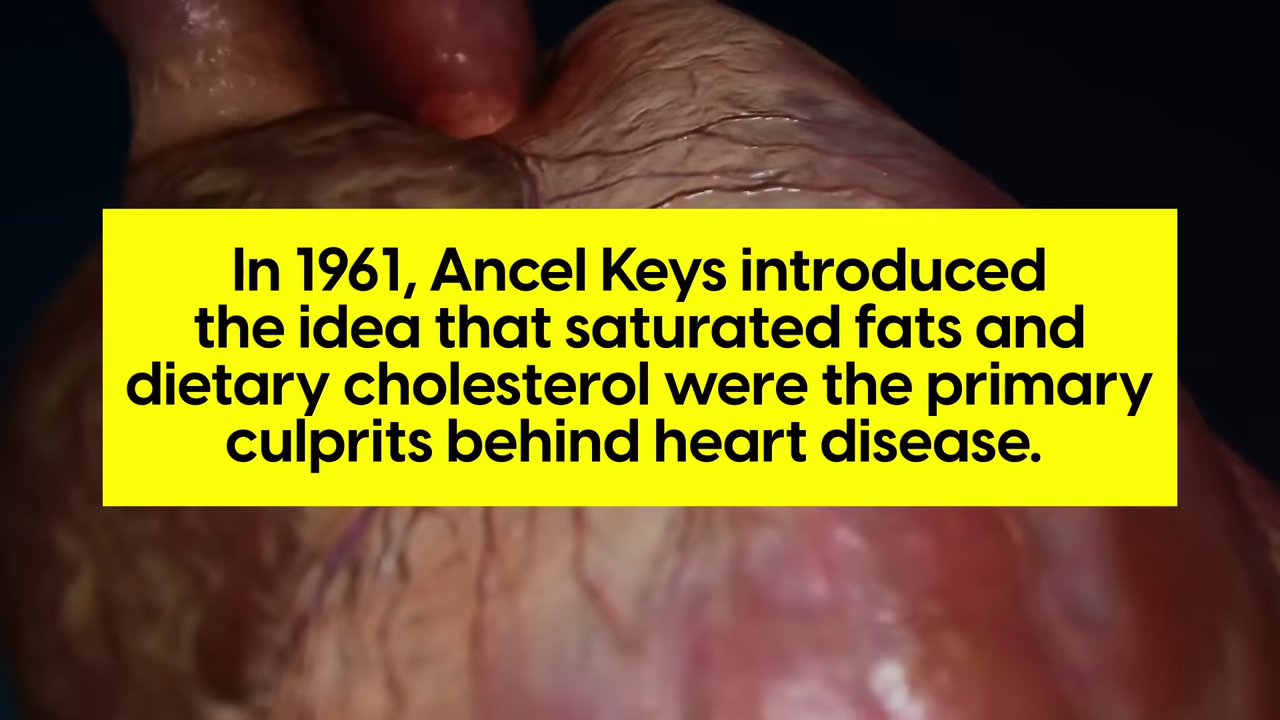 In 1961, Ancel Keys introduced
the idea that saturated fats and
dietary cholesterol were the primary
culprits behind heart disease.